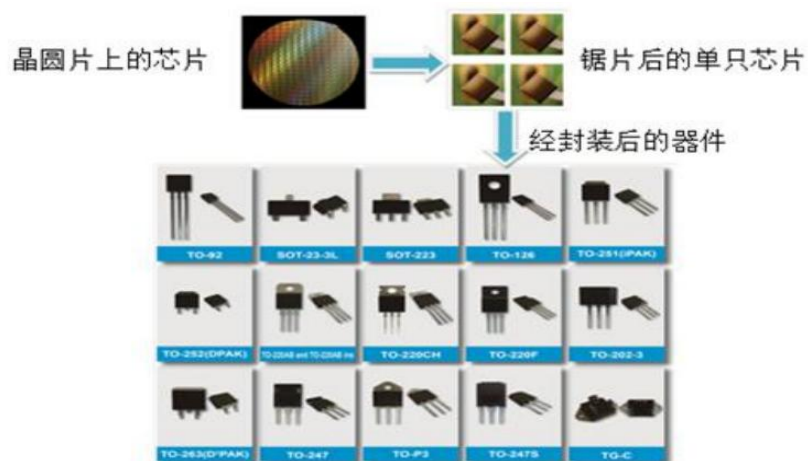 晶圆片上的芯片
锯片后的单只芯片
经封装后的器件
TO-92
SOT-23-3L
SOT-223
TO-126
TO-251(IPAK)
TO-252(DPAK)
TO-220CH
TO-220F
TO-202-3
TO-263(D²PAK)
TO-247
TO-P3
TO-247S
TG-C